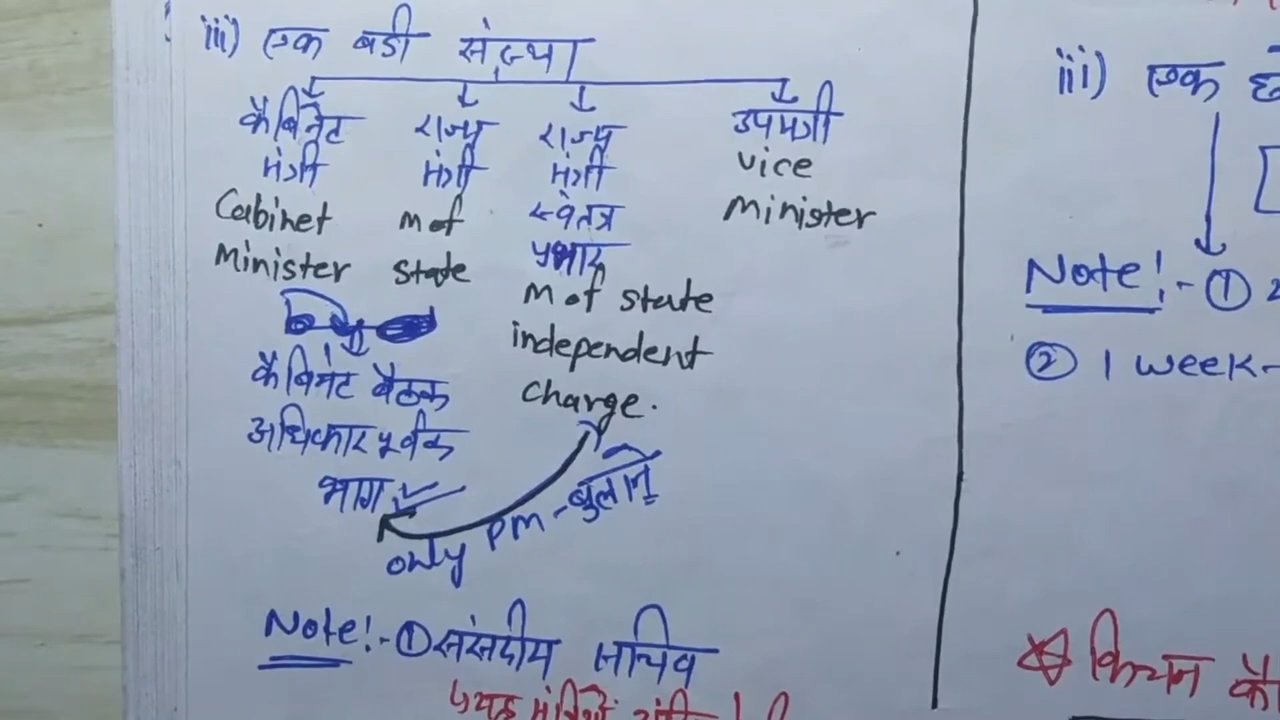 iii) एक बडी संस्था
कैबिनेट मंत्री
Cabinet
Minister
राज्य मंत्री
M of
state
राज्य मंत्री
स्वतंत्र
प्रभार
M of state
independent
charge.
उपमंत्री
vice
Minister
कैबिनेट बैठक
अधिकार पूर्वक
भाग
only PM - बुलाने
Note!- ① संसदीय सचिव
iii) एक
Note!- ①
② 1 week-
किचन